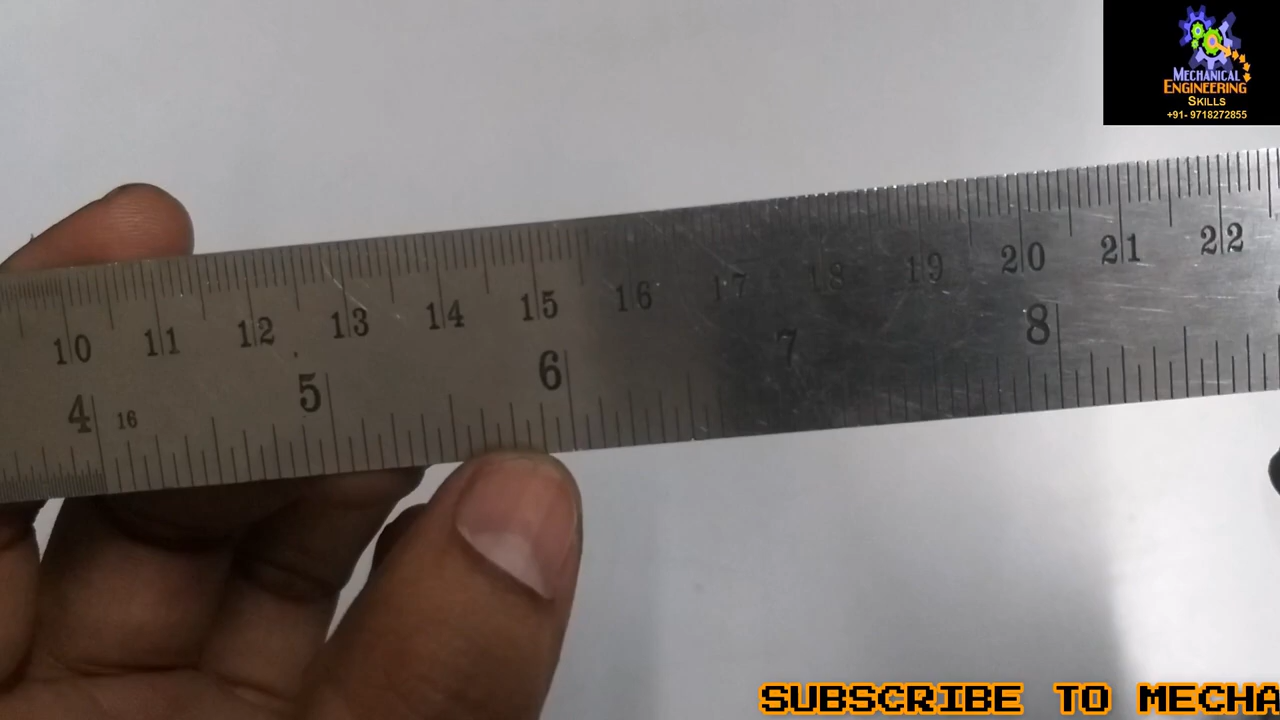 MECHANICAL
ENGINEERING
SKILLS
+91- 9718272855
10 11 12 13 14 15 16 17 18 19 20 21 22
4 16 5 6 7 8
SUBSCRIBE TO MECHA